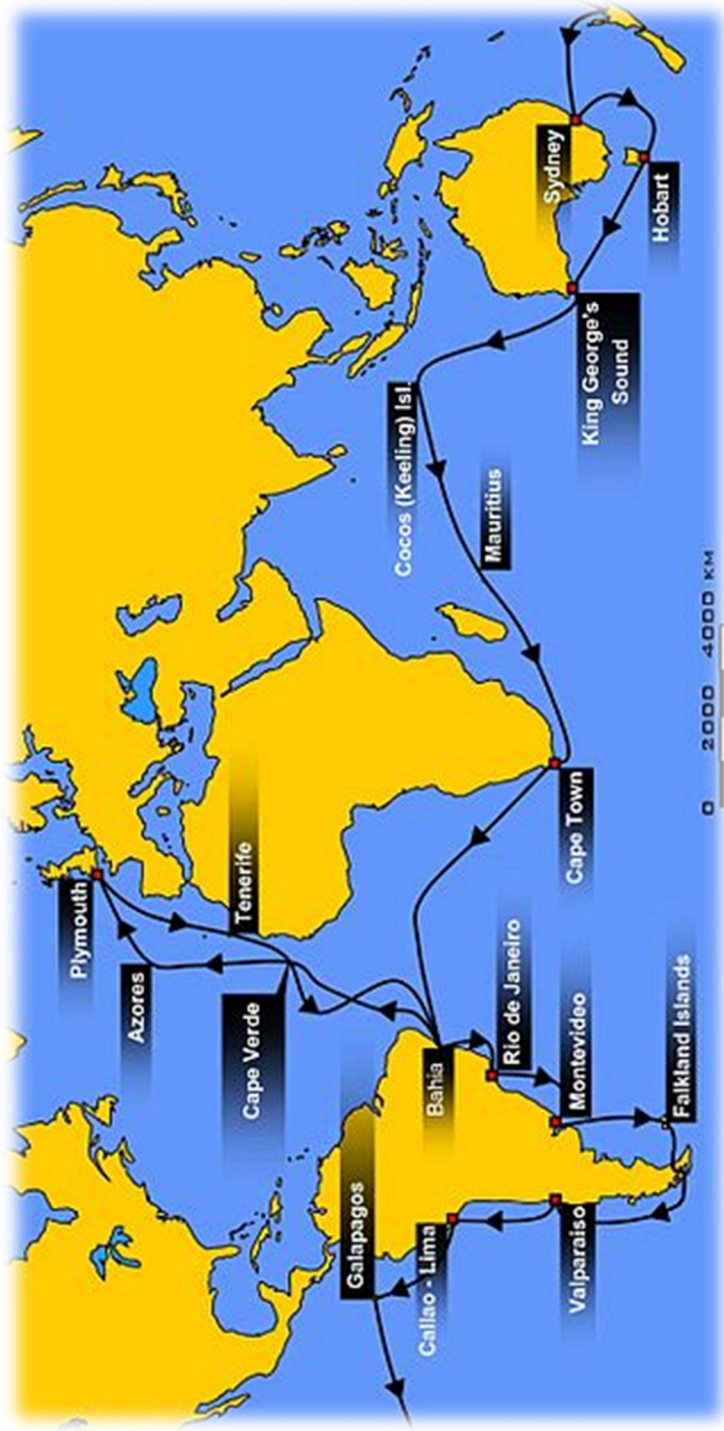 Plymouth
Azores
Tenerife
Cape Verde
Galapagos
Bahia
Callao - Lima
Rio de Janeiro
Valparaiso
Montevideo
Falkland Islands
Cape Town
Mauritius
Cocos (Keeling) Isl.
King George's
Sound
Sydney
Hobart
0 2000 4000 KM